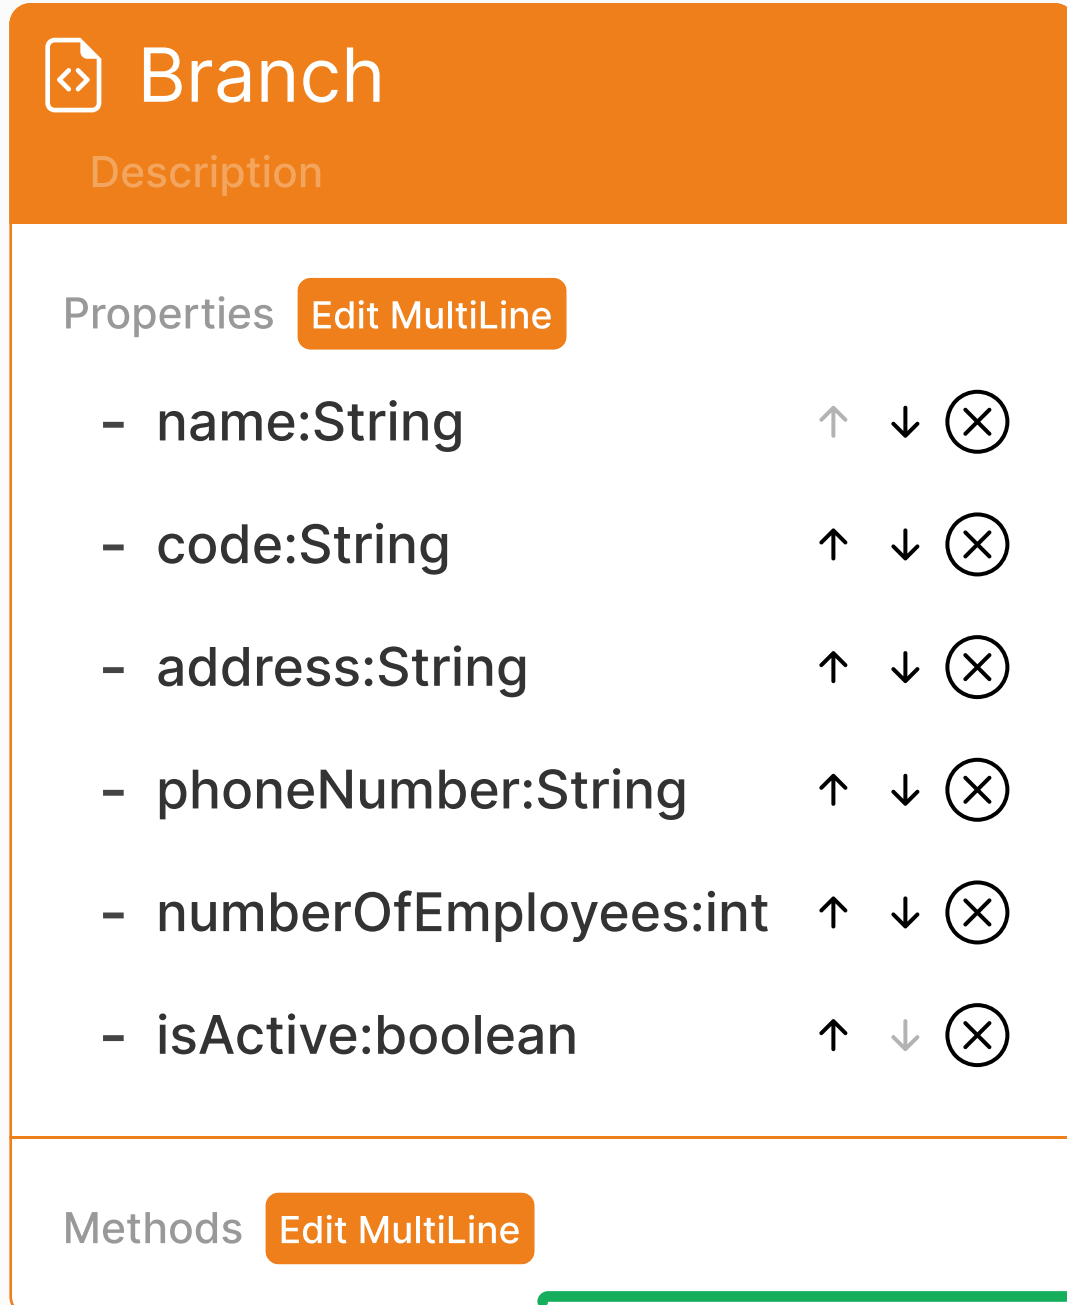 Branch
Description
Properties Edit MultiLine
- name:String
- code:String
- address:String
- phoneNumber:String
- numberOfEmployees:int
- isActive:boolean
Methods Edit MultiLine